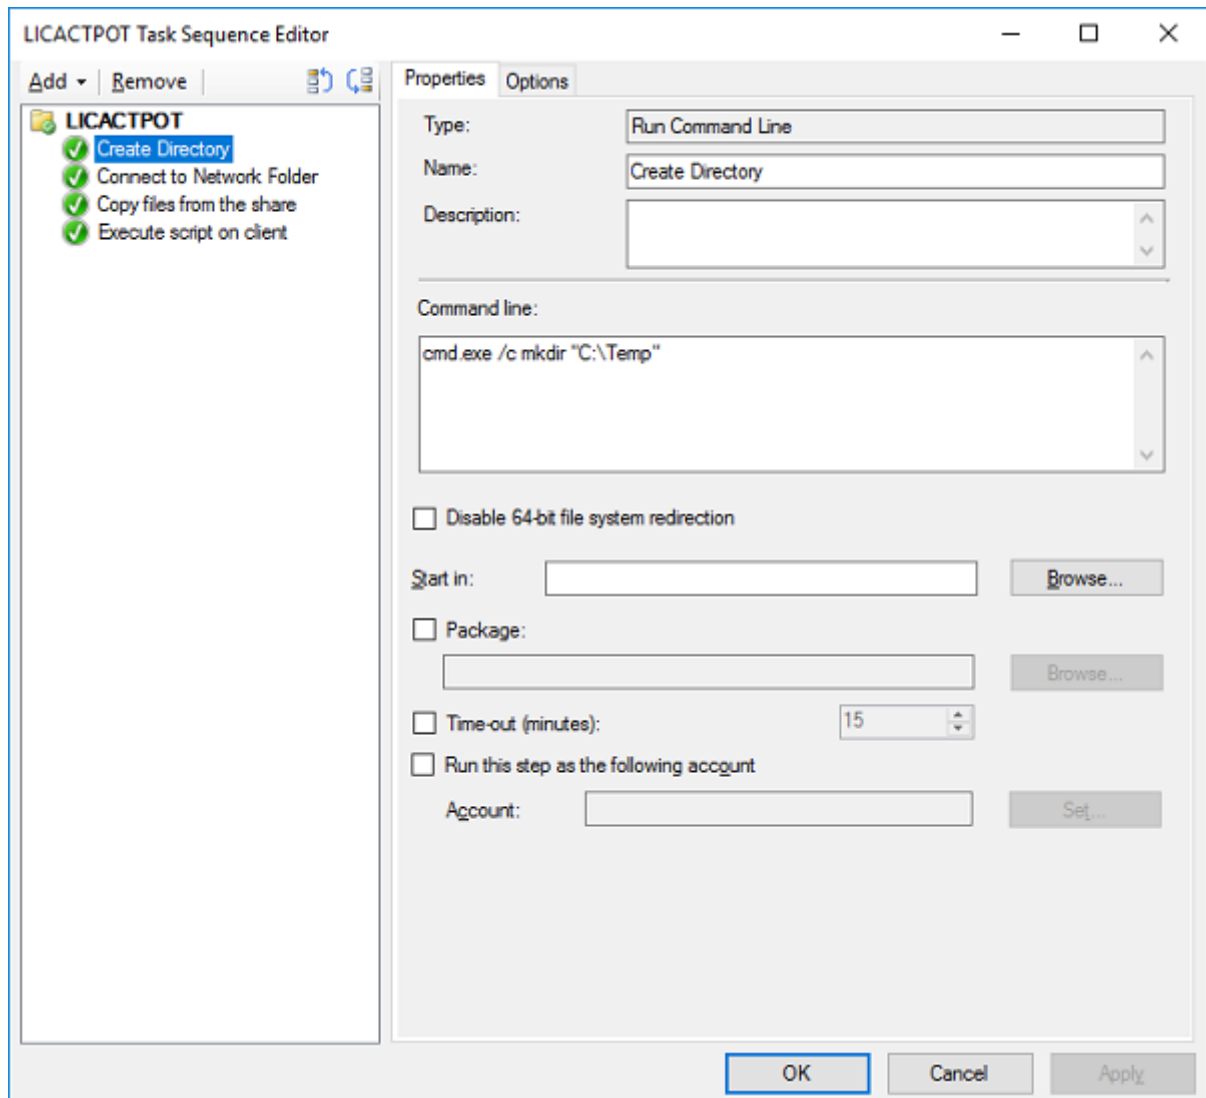 LICACTPOT Task Sequence Editor
Add Remove
LICACTPOT
Create Directory
Connect to Network Folder
Copy files from the share
Execute script on client
Properties Options
Type: Run Command Line
Name: Create Directory
Description:
Command line:
cmd.exe /c mkdir "C:\Temp"
Disable 64-bit file system redirection
Start in: Browse...
Package:
Browse...
Time-out (minutes): 15
Run this step as the following account
Account: Set...
OK Cancel Apply